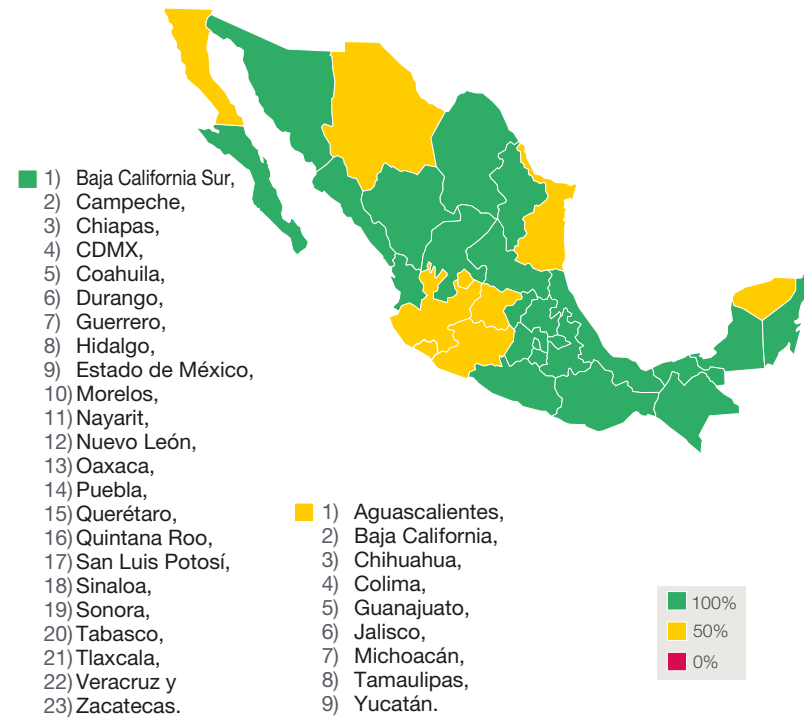 1) Baja California Sur,
2) Campeche,
3) Chiapas,
4) CDMX,
5) Coahuila,
6) Durango,
7) Guerrero,
8) Hidalgo,
9) Estado de México,
10) Morelos,
11) Nayarit,
12) Nuevo León,
13) Oaxaca,
14) Puebla,
15) Querétaro,
16) Quintana Roo,
17) San Luis Potosí,
18) Sinaloa,
19) Sonora,
20) Tabasco,
21) Tlaxcala,
22) Veracruz y
23) Zacatecas.
1) Aguascalientes,
2) Baja California,
3) Chihuahua,
4) Colima,
5) Guanajuato,
6) Jalisco,
7) Michoacán,
8) Tamaulipas,
9) Yucatán.
100%
50%
0%